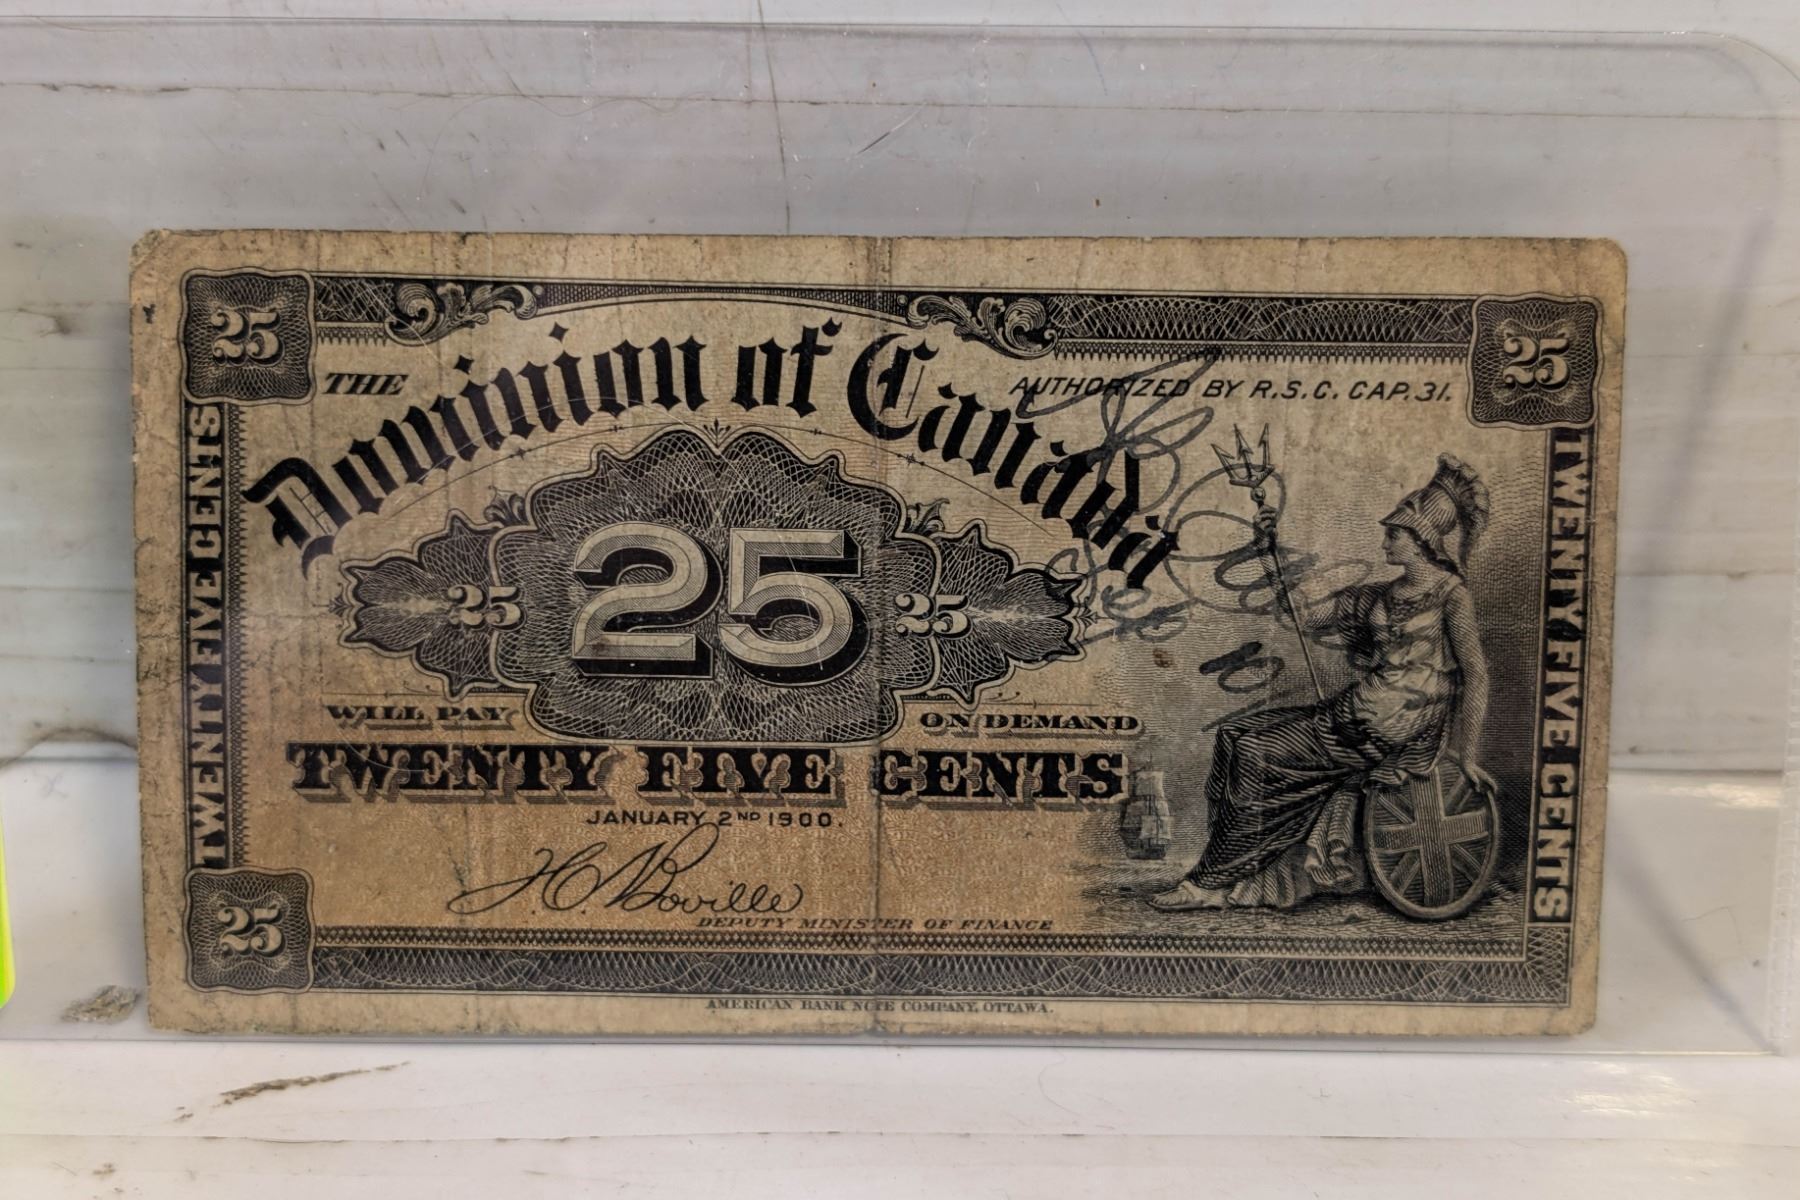 25
25
THE Dominion of Canada
AUTHORIZED BY R.S.C. CAP. 31.
TWENTY FIVE CENTS
TWENTY FIVE CENTS
25 25 25
WILL PAY ON DEMAND
TWENTY FIVE CENTS
JANUARY 2ND 1900.
H C Boville
DEPUTY MINISTER OF FINANCE
25
AMERICAN BANK NOTE COMPANY, OTTAWA.